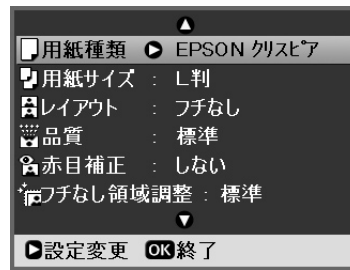 用紙種類 EPSON クリスピア
用紙サイズ : L判
レイアウト : フチなし
品質 : 標準
赤目補正 : しない
フチなし領域調整 : 標準
設定変更 OK終了